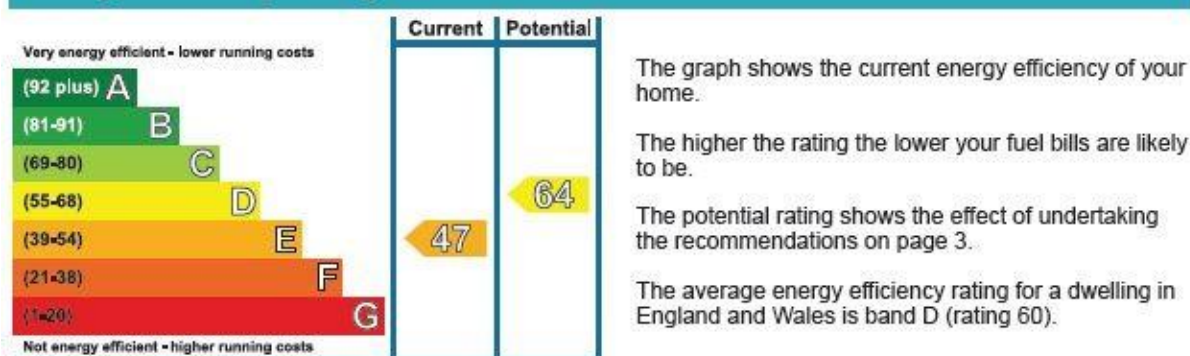 Current Potential
Very energy efficient - lower running costs
(92 plus) A
(81-91) B
(69-80) C
(55-68) D
64
(39-54) E
47
(21-38) F
(1-20) G
Not energy efficient - higher running costs
The graph shows the current energy efficiency of your
home.
The higher the rating the lower your fuel bills are likely
to be.
The potential rating shows the effect of undertaking
the recommendations on page 3.
The average energy efficiency rating for a dwelling in
England and Wales is band D (rating 60).